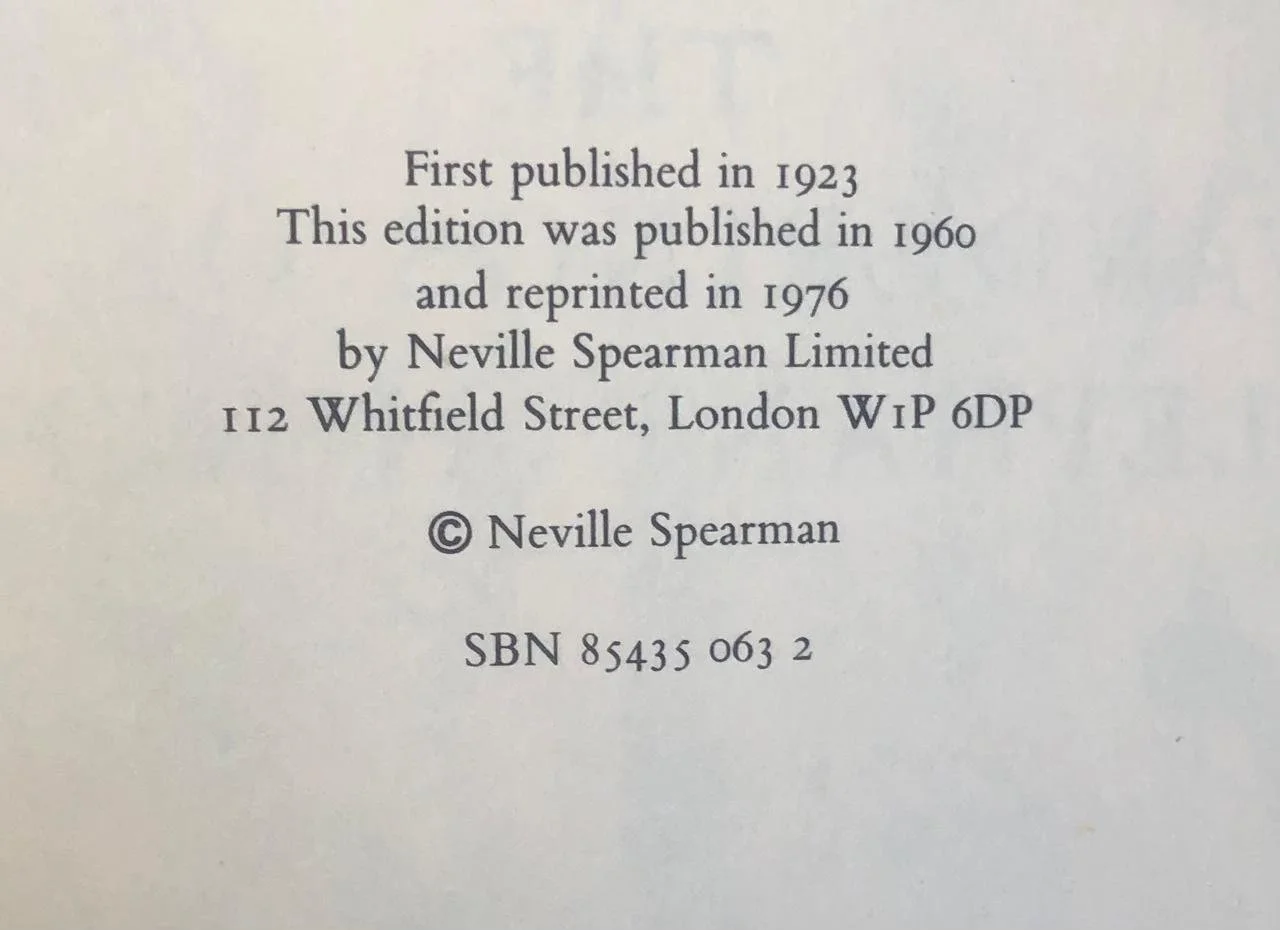 First published in 1923
This edition was published in 1960
and reprinted in 1976
by Neville Spearman Limited
112 Whitfield Street, London W1P 6DP
© Neville Spearman
SBN 85435 063 2